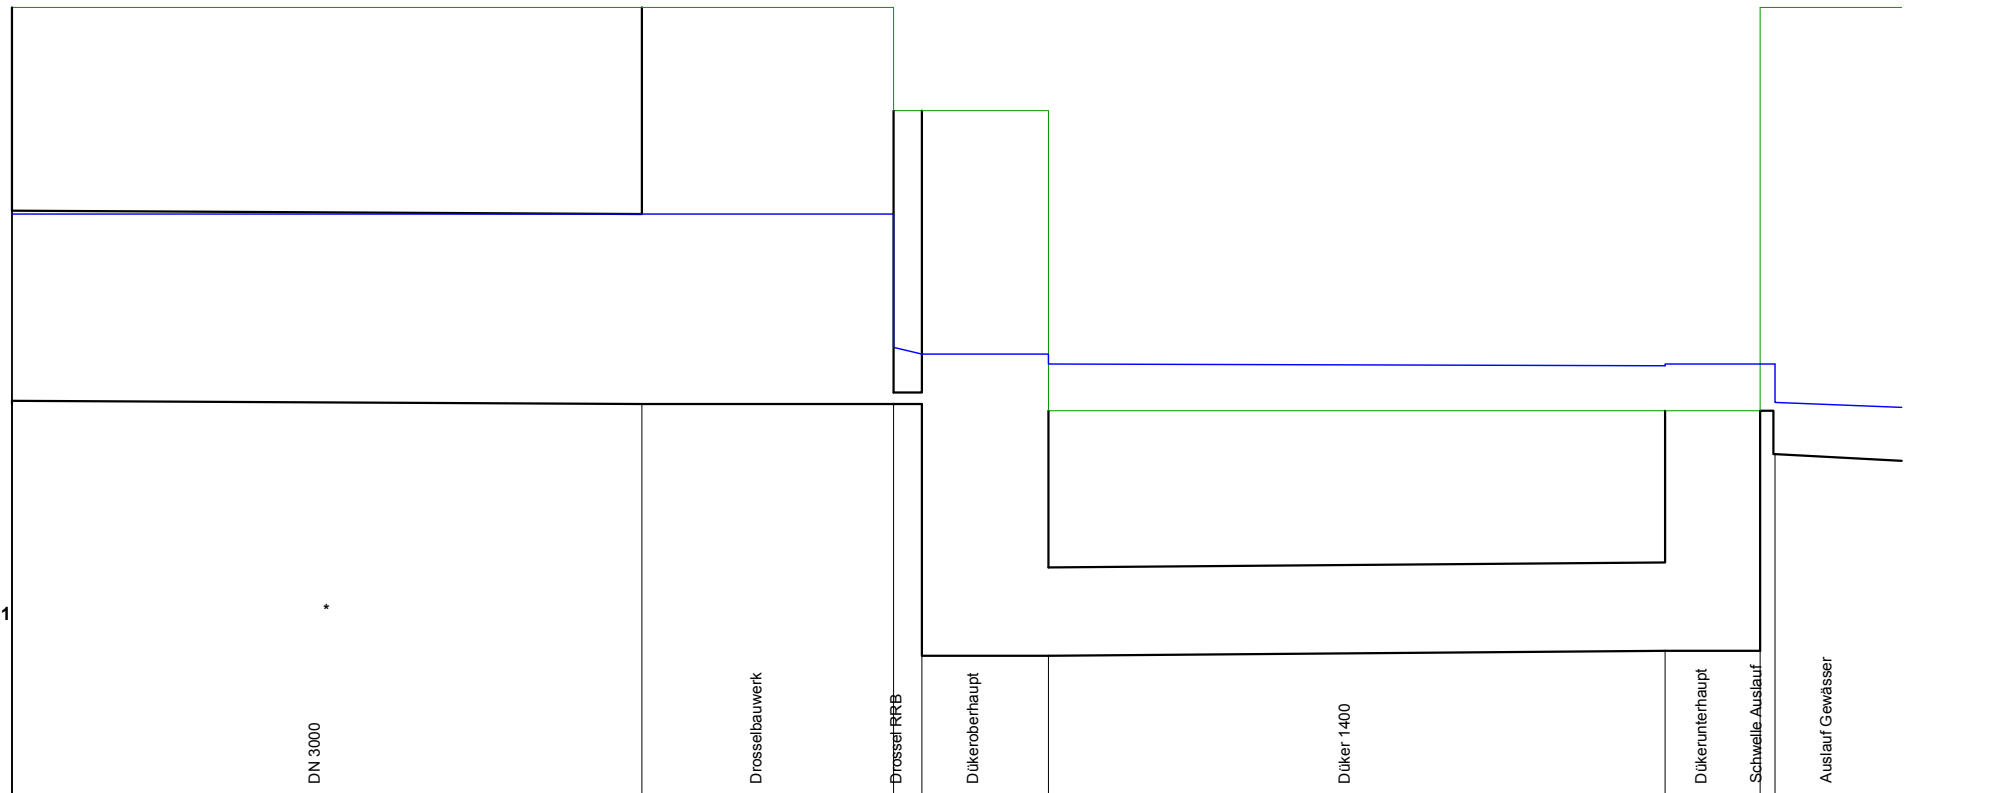 1
*
DN 3000
Drosselbauwerk
Drossel RRB
Dükeroberhaupt
Düker 1400
Dükerunterhaupt
Schwelle Auslauf
Auslauf Gewässer